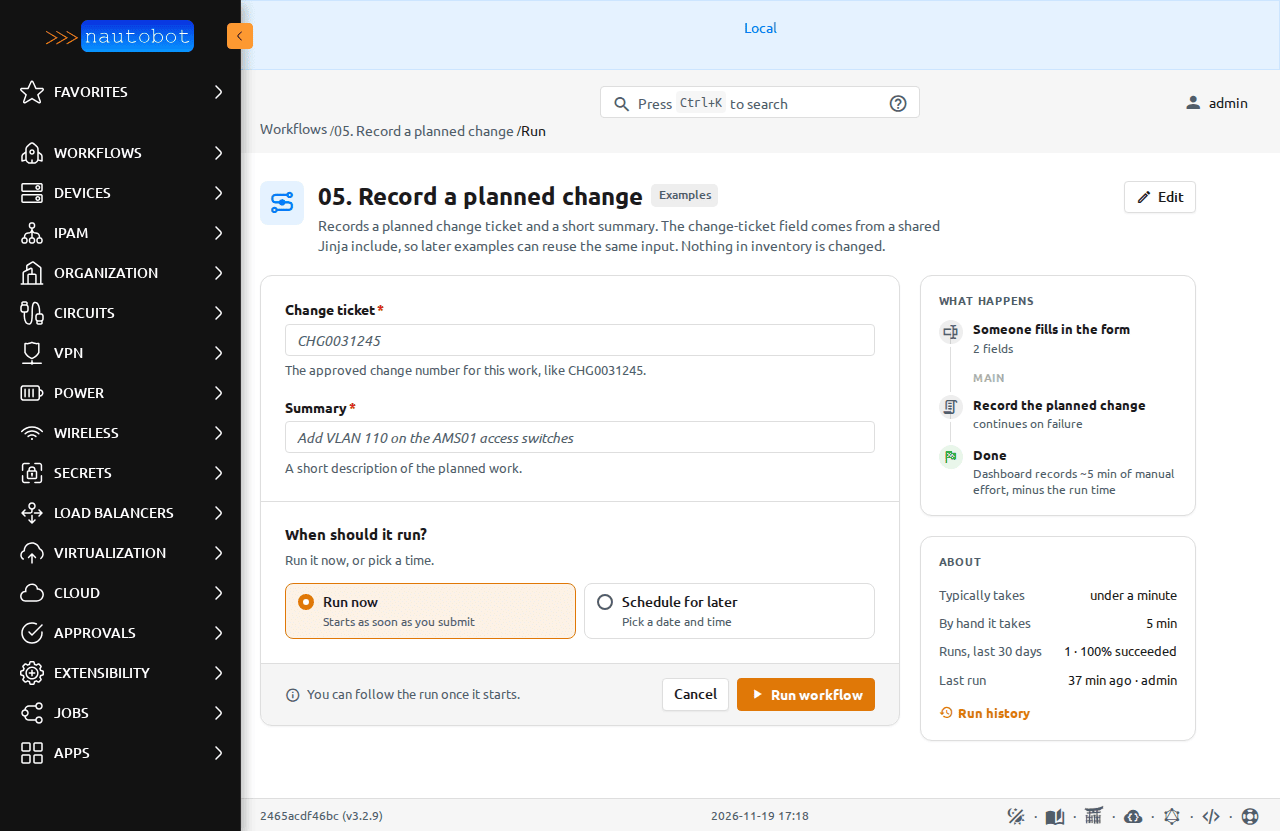 >>> nautobot
FAVORITES
WORKFLOWS
DEVICES
IPAM
ORGANIZATION
CIRCUITS
VPN
POWER
WIRELESS
SECRETS
LOAD BALANCERS
VIRTUALIZATION
CLOUD
APPROVALS
EXTENSIBILITY
JOBS
APPS
Local
Press Ctrl+K to search
admin
Workflows /05. Record a planned change /Run
05. Record a planned change Examples
Edit
Records a planned change ticket and a short summary. The change-ticket field comes from a shared
Jinja include, so later examples can reuse the same input. Nothing in inventory is changed.
Change ticket *
CHG0031245
The approved change number for this work, like CHG0031245.
Summary *
Add VLAN 110 on the AMS01 access switches
A short description of the planned work.
When should it run?
Run it now, or pick a time.
Run now
Starts as soon as you submit
Schedule for later
Pick a date and time
You can follow the run once it starts.
Cancel
Run workflow
WHAT HAPPENS
Someone fills in the form
2 fields
MAIN
Record the planned change
continues on failure
Done
Dashboard records ~5 min of manual
effort, minus the run time
ABOUT
Typically takes under a minute
By hand it takes 5 min
Runs, last 30 days 1 · 100% succeeded
Last run 37 min ago · admin
Run history
2465acdf46bc (v3.2.9)
2026-11-19 17:18